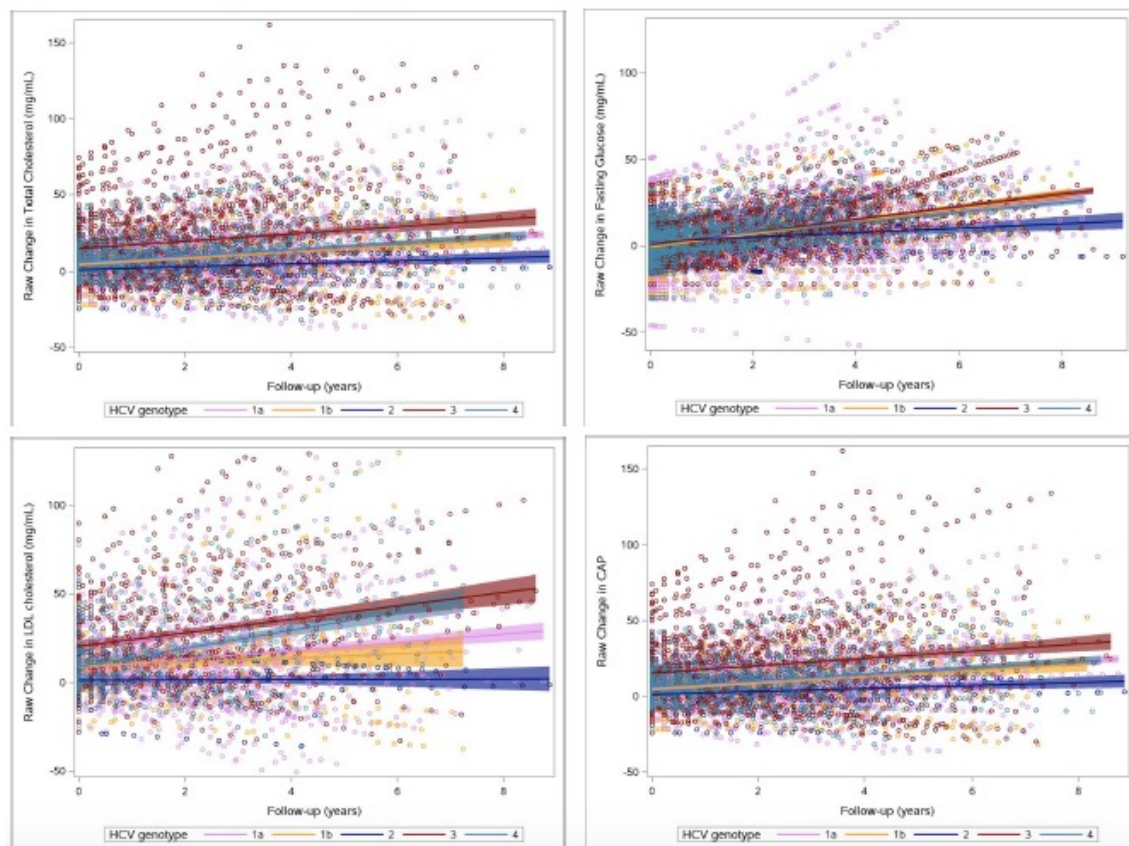 Raw Change in Total Cholesterol (mg/mL)
150
100
50
0
-50
0 2 4 6 8
Follow-up (years)
HCV genotype 1a 1b 2 3 4
Raw Change in Fasting Glucose (mg/mL)
100
50
0
-50
0 2 4 6 8
Follow-up (years)
HCV genotype 1a 1b 2 3 4
Raw Change in LDL cholesterol (mg/mL)
100
50
0
-50
0 2 4 6 8
Follow-up (years)
HCV genotype 1a 1b 2 3 4
Raw Change in CAP
150
100
50
0
-50
0 2 4 6 8
Follow-up (years)
HCV genotype 1a 1b 2 3 4